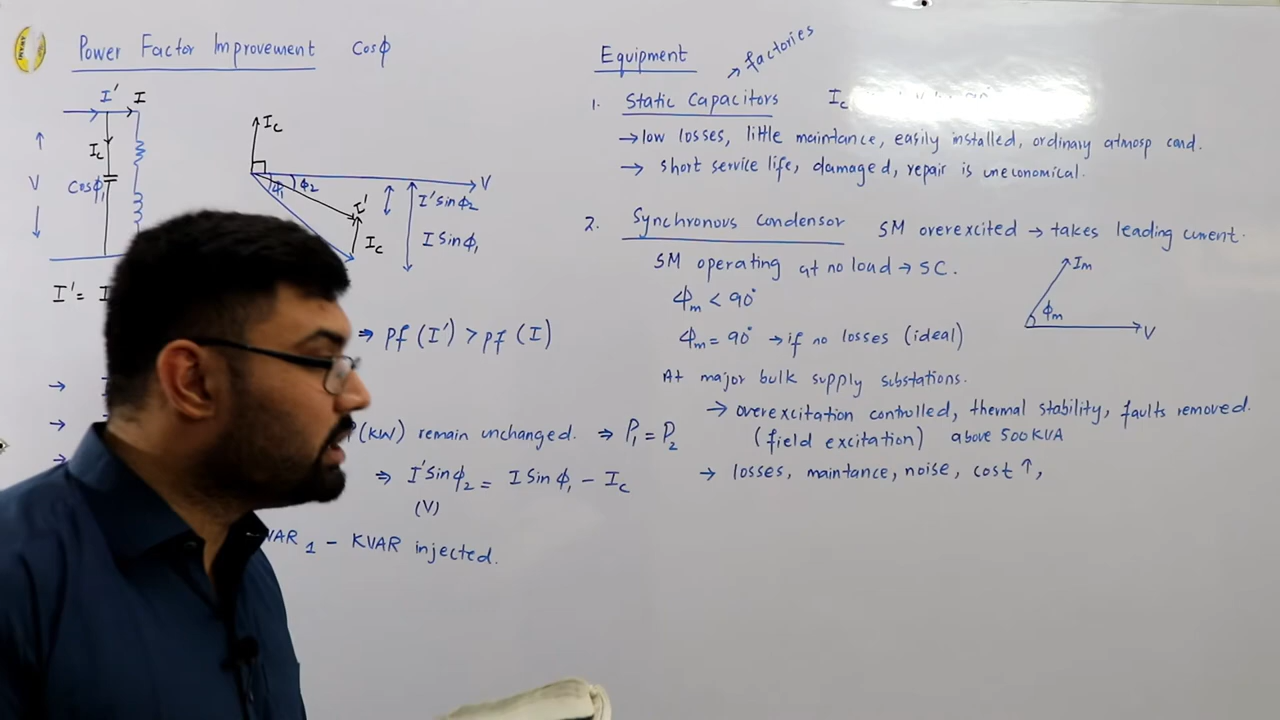 Power Factor Improvement Cosϕ
I' I
Ic
V
Cosϕ1
Ic
V
ϕ1 ϕ2
I'
I' Sinϕ2
Ic
I Sinϕ1
I' = I
⇒ Pf (I') > pf (I)
→
→ (KW) remain unchanged. ⇒ P1 = P2
→
⇒ I' Sinϕ2 = I Sinϕ1 - Ic
(V)
VAR1 - KVAR injected.
Equipment
→ factories
1. Static Capacitors Ic
→ low losses, little maintance, easily installed, ordinary atmosp cond.
→ short service life, damaged, repair is uneconomical.
2. Synchronous Condensor SM overexcited → takes leading current.
SM operating at no load → SC.
ϕm < 90°
ϕm = 90° → if no losses (ideal)
Im
ϕm
V
At major bulk supply substations.
→ overexcitation controlled, thermal stability, faults removed.
(field excitation) above 500KVA
→ losses, maintance, noise, cost ↑,